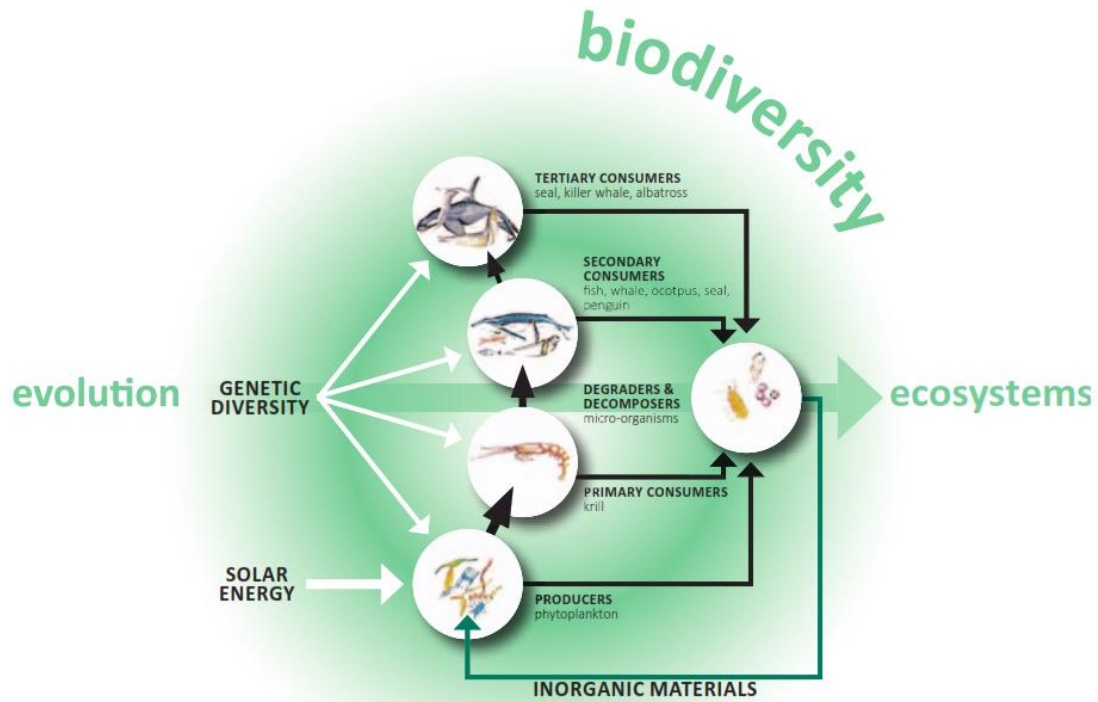 biodiversity
TERTIARY CONSUMERS
seal, killer whale, albatross
SECONDARY
CONSUMERS
fish, whale, ocotpus, seal,
penguin
evolution
GENETIC
DIVERSITY
DEGRADERS &
DECOMPOSERS
micro-organisms
ecosystems
PRIMARY CONSUMERS
krill
SOLAR
ENERGY
PRODUCERS
phytoplankton
INORGANIC MATERIALS